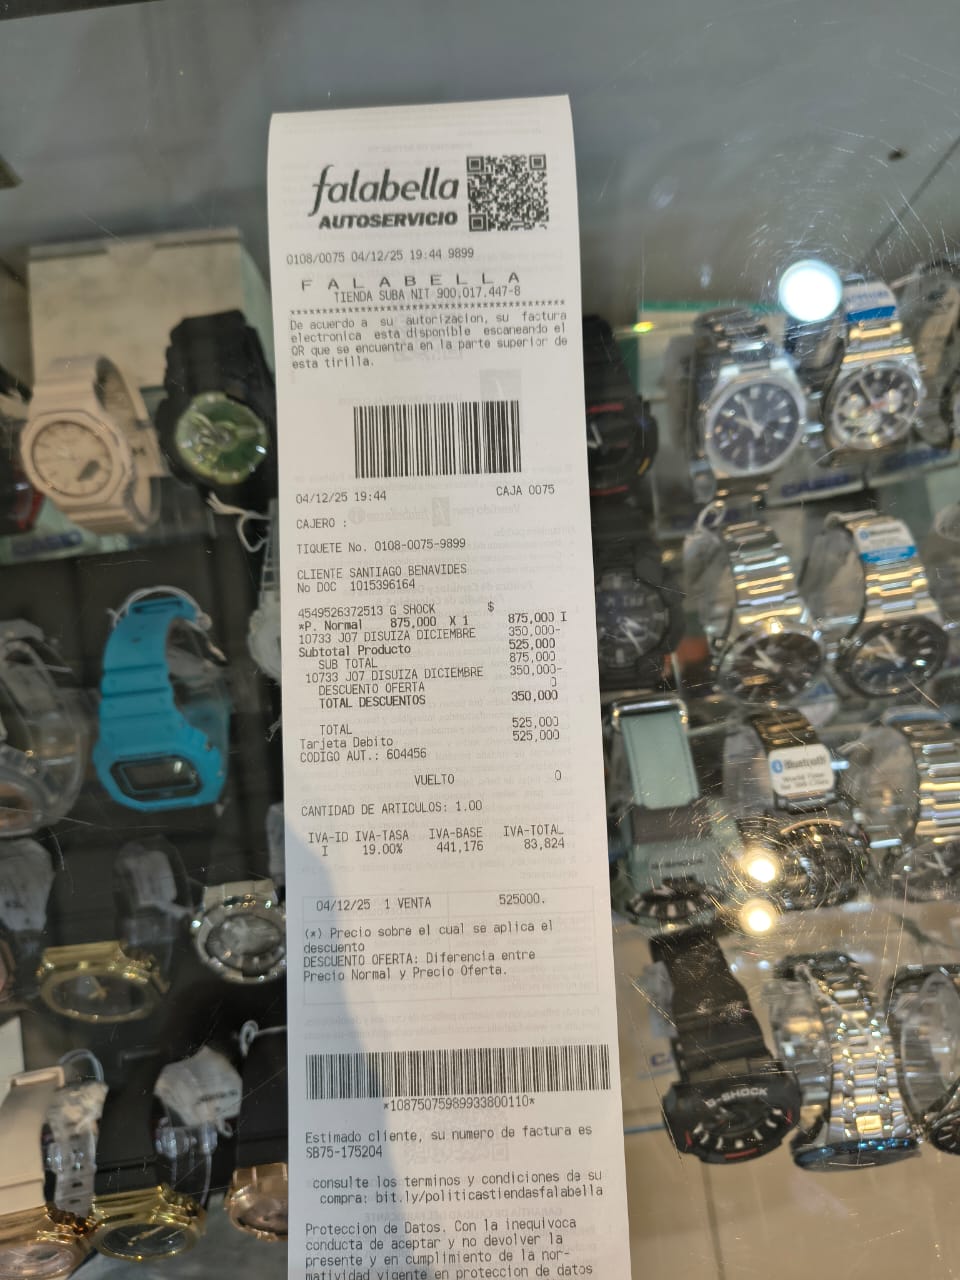 falabella
AUTOSERVICIO
0108/0075 04/12/25 19:44 9899
F A L A B E L L A
TIENDA SUBA NIT 900.017.447-8
****************************************
De acuerdo a su autorizacion, su factura
electronica esta disponible escaneando el
QR que se encuentra en la parte superior de
esta tirilla.
04/12/25 19:44 CAJA 0075
CAJERO :
TIQUETE No. 0108-0075-9899
CLIENTE SANTIAGO BENAVIDES
No DOC 1015396164
$
4549526372513 G SHOCK
*P. Normal 875,000 X 1 875,000 I
10733 J07 DISUIZA DICIEMBRE 350,000-
Subtotal Producto 525,000
SUB TOTAL 875,000
10733 J07 DISUIZA DICIEMBRE 350,000-
DESCUENTO OFERTA 0
TOTAL DESCUENTOS 350,000
TOTAL 525,000
Tarjeta Debito 525,000
CODIGO AUT.: 604456
VUELTO 0
CANTIDAD DE ARTICULOS: 1.00
IVA-ID IVA-TASA IVA-BASE IVA-TOTAL
I 19.00% 441,176 83,824
04/12/25 1 VENTA 525000.
(*) Precio sobre el cual se aplica el
descuento
DESCUENTO OFERTA: Diferencia entre
Precio Normal y Precio Oferta.
*10875075989933800110*
Estimado cliente, su numero de factura es
SB75-175204
consulte los terminos y condiciones de su
compra: bit.ly/politicastiendasfalabella
Proteccion de Datos. Con la inequivoca
conducta de aceptar y no devolver la
presente y en cumplimiento de la nor-
matividad vigente en proteccion de datos
Bluetooth
G-SHOCK